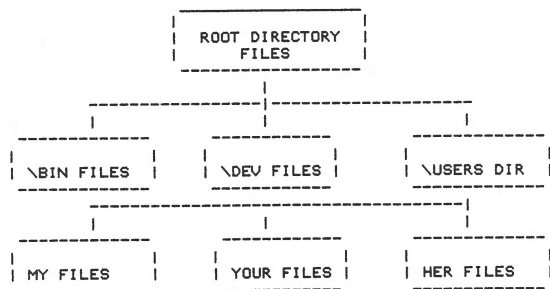 ROOT DIRECTORY
FILES
\BIN FILES \DEV FILES \USERS DIR
MY FILES YOUR FILES HER FILES